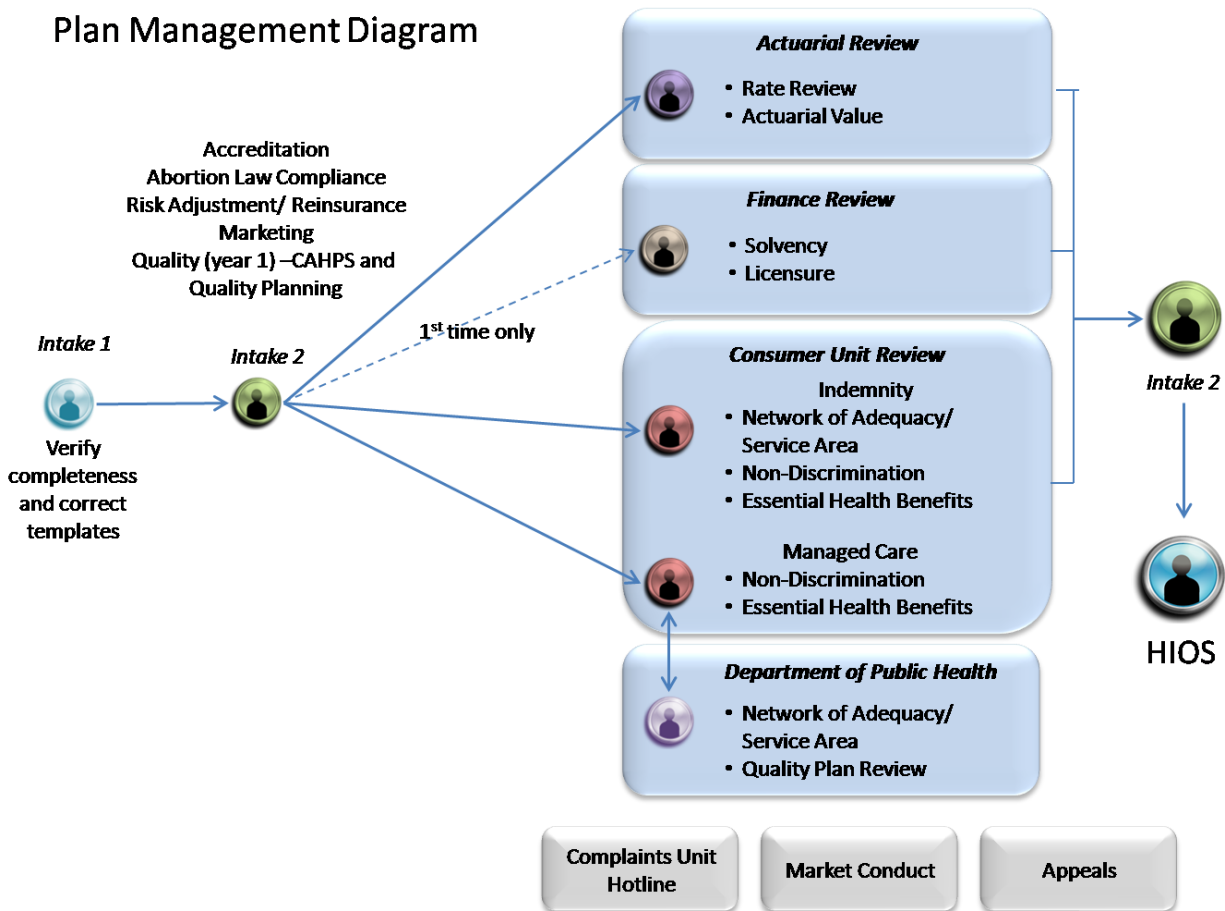 Plan Management Diagram
Accreditation
Abortion Law Compliance
Risk Adjustment/ Reinsurance
Marketing
Quality (year 1) –CAHPS and
Quality Planning
Intake 1
Verify
completeness
and correct
templates
Intake 2
1st time only
Actuarial Review
• Rate Review
• Actuarial Value
Finance Review
• Solvency
• Licensure
Consumer Unit Review
Indemnity
• Network of Adequacy/
Service Area
• Non-Discrimination
• Essential Health Benefits
Managed Care
• Non-Discrimination
• Essential Health Benefits
Department of Public Health
• Network of Adequacy/
Service Area
• Quality Plan Review
Intake 2
HIOS
Complaints Unit
Hotline
Market Conduct
Appeals